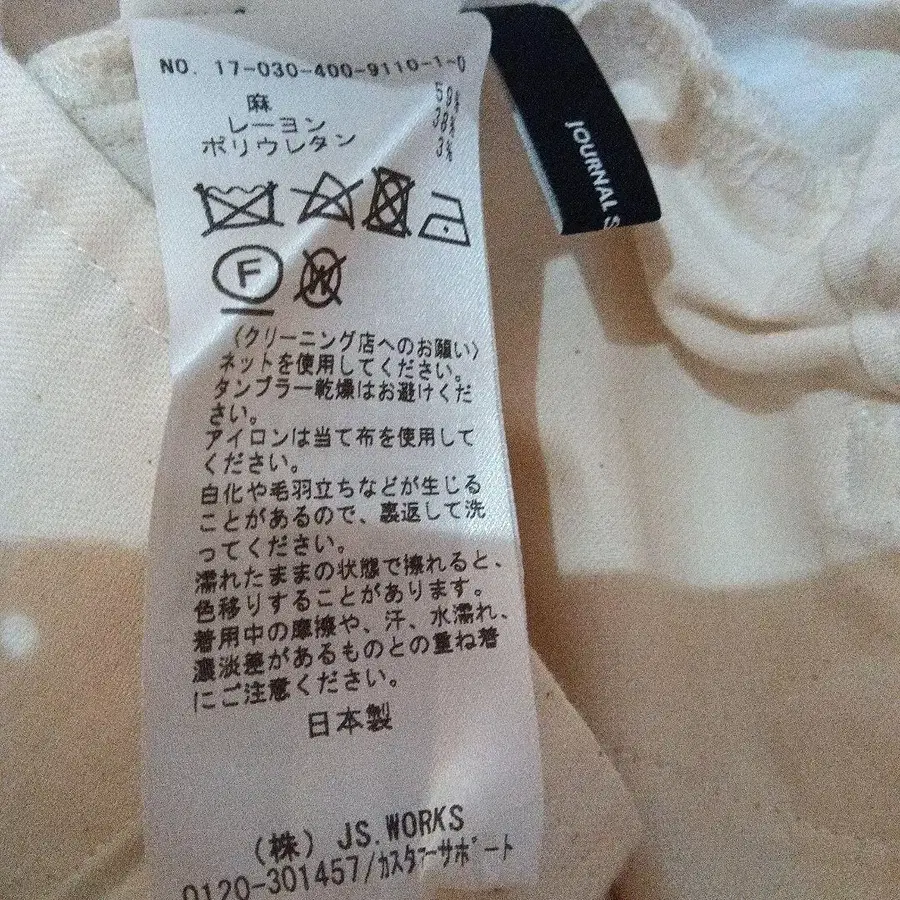 NO. 17-030-400-9110-1-0
麻 59%
レーヨン 38%
ポリウレタン 3%
F
W
〈クリーニング店へのお願い〉
ネットを使用してください。
タンブラー乾燥はお避けくだ
さい。
アイロンは当て布を使用して
ください。
白化や毛羽立ちなどが生じる
ことがあるので、裏返して洗
ってください。
濡れたままの状態で擦れると、
色移りすることがあります。
着用中の摩擦や、汗、水濡れ、
濃淡差があるものとの重ね着
にご注意ください。
日本製
(株) JS.WORKS
0120-301457/カスタマーサポート
JOURNAL S